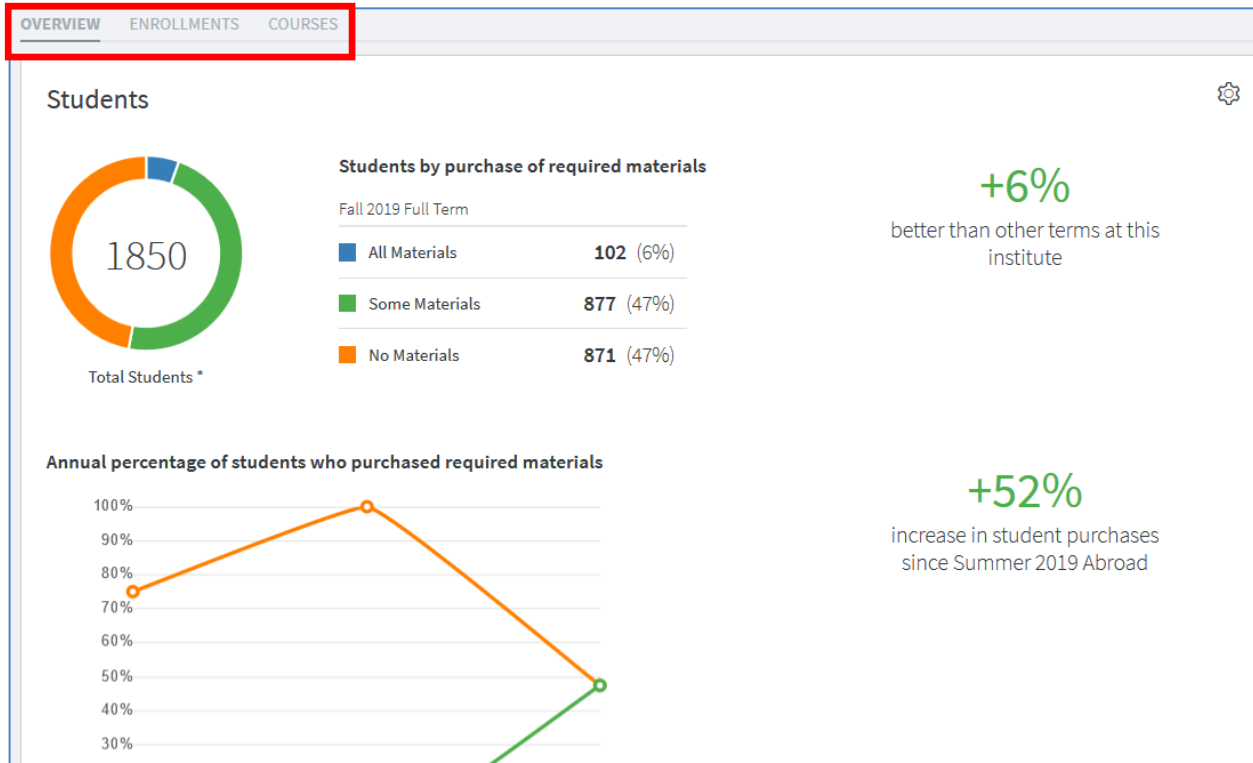 OVERVIEW ENROLLMENTS COURSES
Students
1850
Total Students *
Students by purchase of required materials
Fall 2019 Full Term
All Materials 102 (6%)
Some Materials 877 (47%)
No Materials 871 (47%)
+6%
better than other terms at this
institute
Annual percentage of students who purchased required materials
100%
90%
80%
70%
60%
50%
40%
30%
+52%
increase in student purchases
since Summer 2019 Abroad